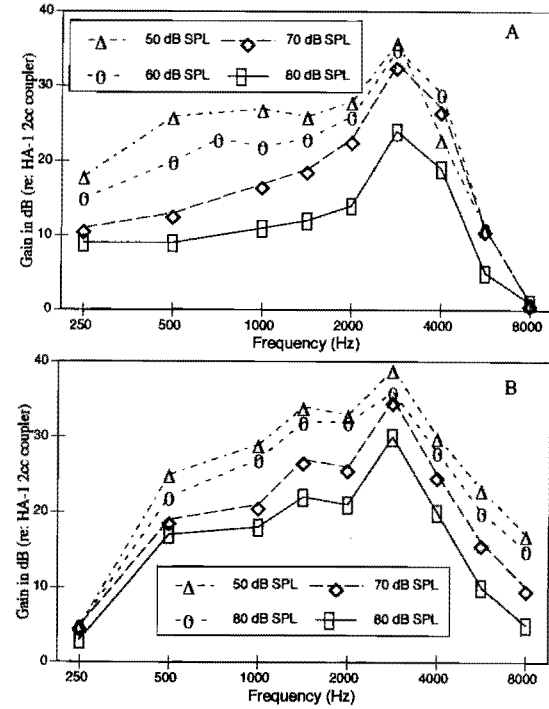 A
50 dB SPL 70 dB SPL
60 dB SPL 80 dB SPL
Gain in dB (re: HA-1 2cc coupler)
40
30
20
10
0
250 500 1000 2000 4000 8000
Frequency (Hz)
B
Gain in dB (re: HA-1 2cc coupler)
40
30
20
10
0
50 dB SPL 70 dB SPL
80 dB SPL 80 dB SPL
250 500 1000 2000 4000 8000
Frequency (Hz)